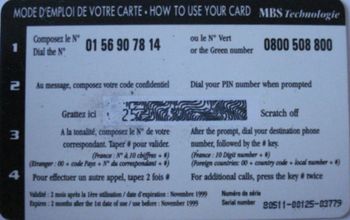 MODE D'EMPLOI DE VOTRE CARTE • HOW TO USE YOUR CARD MBS Technologie
1 Composez le N° 01 56 90 78 14 ou le N° Vert 0800 508 800
Dial the N° or the Green number
2 Au message, composez votre code confidentiel Dial your PIN number when prompted
Grattez ici Scratch off
3 A la tonalité, composez le N° de votre After the prompt, dial your destination phone
correspondant. Taper # pour valider. number, followed by the # key.
(France : N° à 10 chiffres + #) (France : 10 Digit number + #)
(Etranger : 00 + code Pays + N° du correspondant + #) (Foreign countries : 00 + country code + local number + #)
4 Pour effectuer un autre appel, tapez 2 fois # For additional calls, press the key # twice
Validité : 2 mois après la 1ère utilisation / date d'expiration : Novembre 1999 Numéro de série
Expires : 2 months after the 1st date of use / expires : November 1999 Serial number 80511-00125-03779